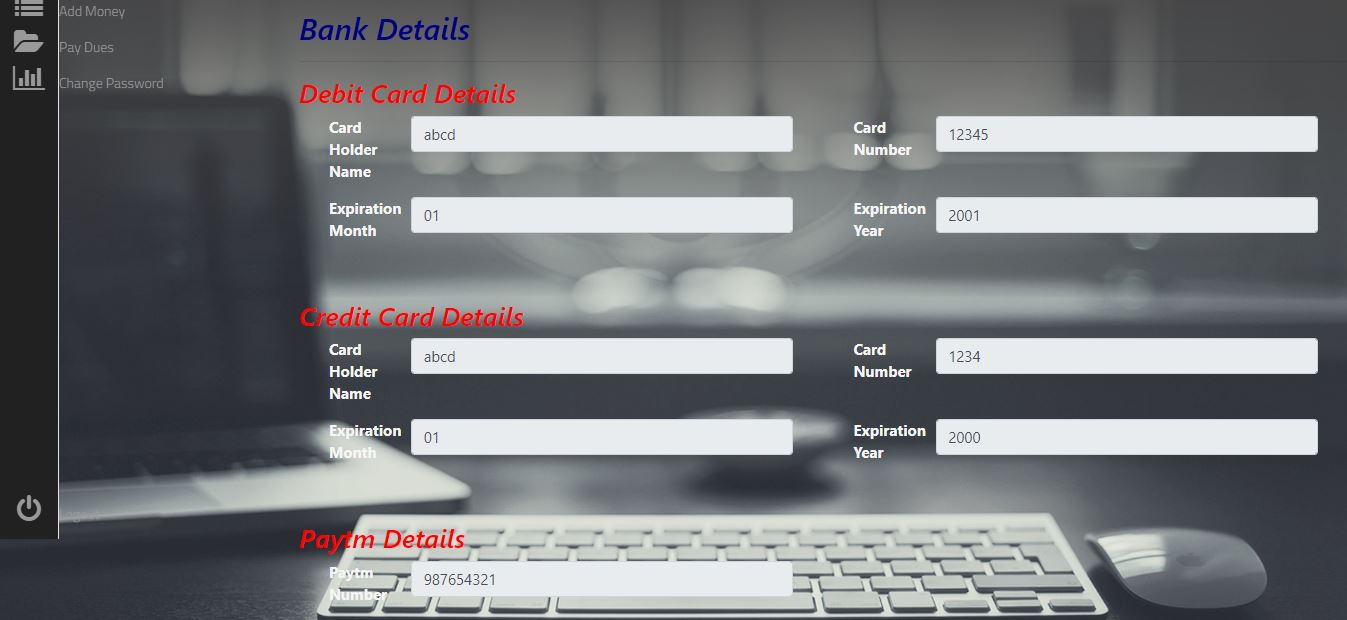 Add Money
Pay Dues
Change Password
Logout
Bank Details
Debit Card Details
Card Holder Name
abcd
Card Number
12345
Expiration Month
01
Expiration Year
2001
Credit Card Details
Card Holder Name
abcd
Card Number
1234
Expiration Month
01
Expiration Year
2000
Paytm Details
Paytm Number
987654321